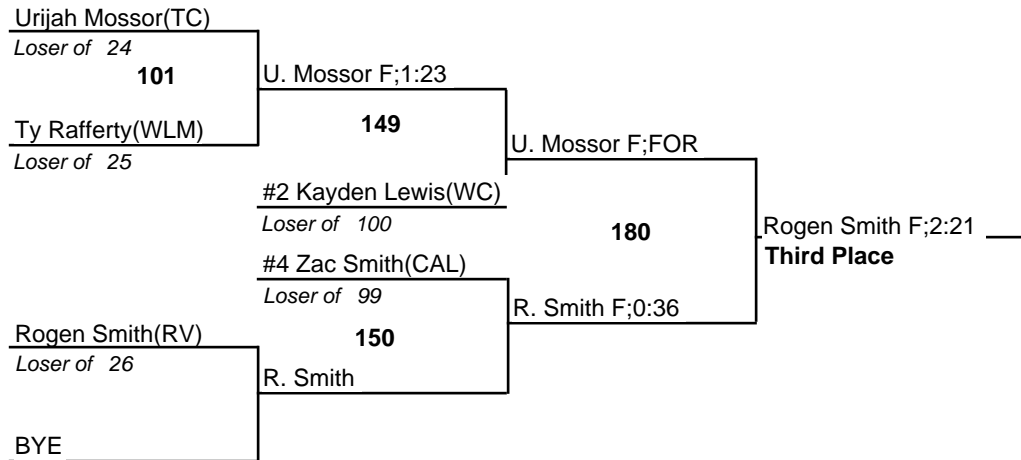 Urijah Mossor(TC)
Loser of 24
101
U. Mossor F;1:23
Ty Rafferty(WLM)
Loser of 25
149
U. Mossor F;FOR
#2 Kayden Lewis(WC)
Loser of 100
180
Rogen Smith F;2:21
Third Place
#4 Zac Smith(CAL)
Loser of 99
R. Smith F;0:36
Rogen Smith(RV)
Loser of 26
150
R. Smith
BYE